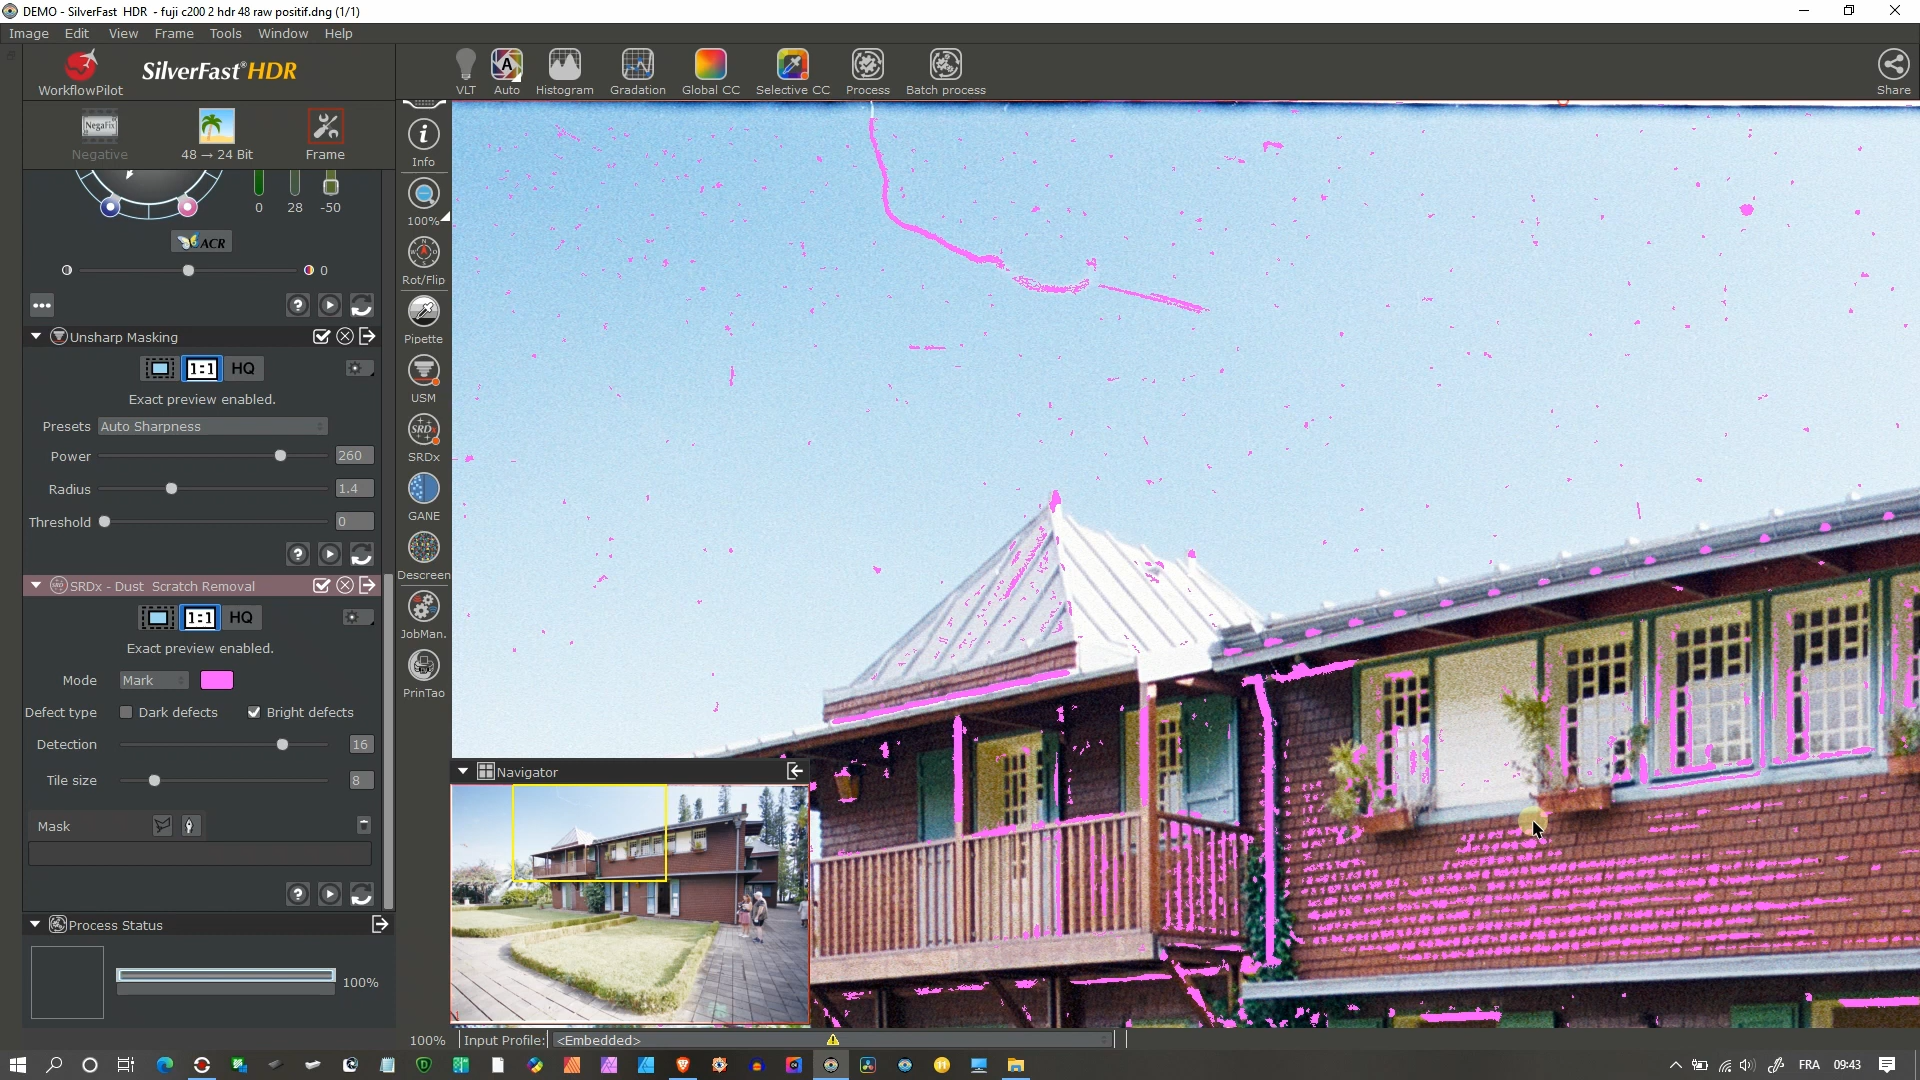 DEMO - SilverFast HDR - fuji c200 2 hdr 48 raw positif.dng (1/1)
Image Edit View Frame Tools Window Help
WorkflowPilot
SilverFast®HDR
VLT
Auto
Histogram
Gradation
Global CC
Selective CC
Process
Batch process
Share
NegaFix
Negative
48 → 24 Bit
Frame
0 28 -50
ACR
0
Unsharp Masking
1:1 HQ
Exact preview enabled.
Presets Auto Sharpness
Power 260
Radius 1.4
Threshold 0
SRDx - Dust Scratch Removal
1:1 HQ
Exact preview enabled.
Mode Mark
Defect type Dark defects Bright defects
Detection 16
Tile size 8
Mask
Process Status
100%
Info
100%
Rot/Flip
Pipette
USM
SRDx
SRDx
GANE
Descreen
JobMan.
PrinTao
Navigator
100% Input Profile: <Embedded>
FRA 09:43